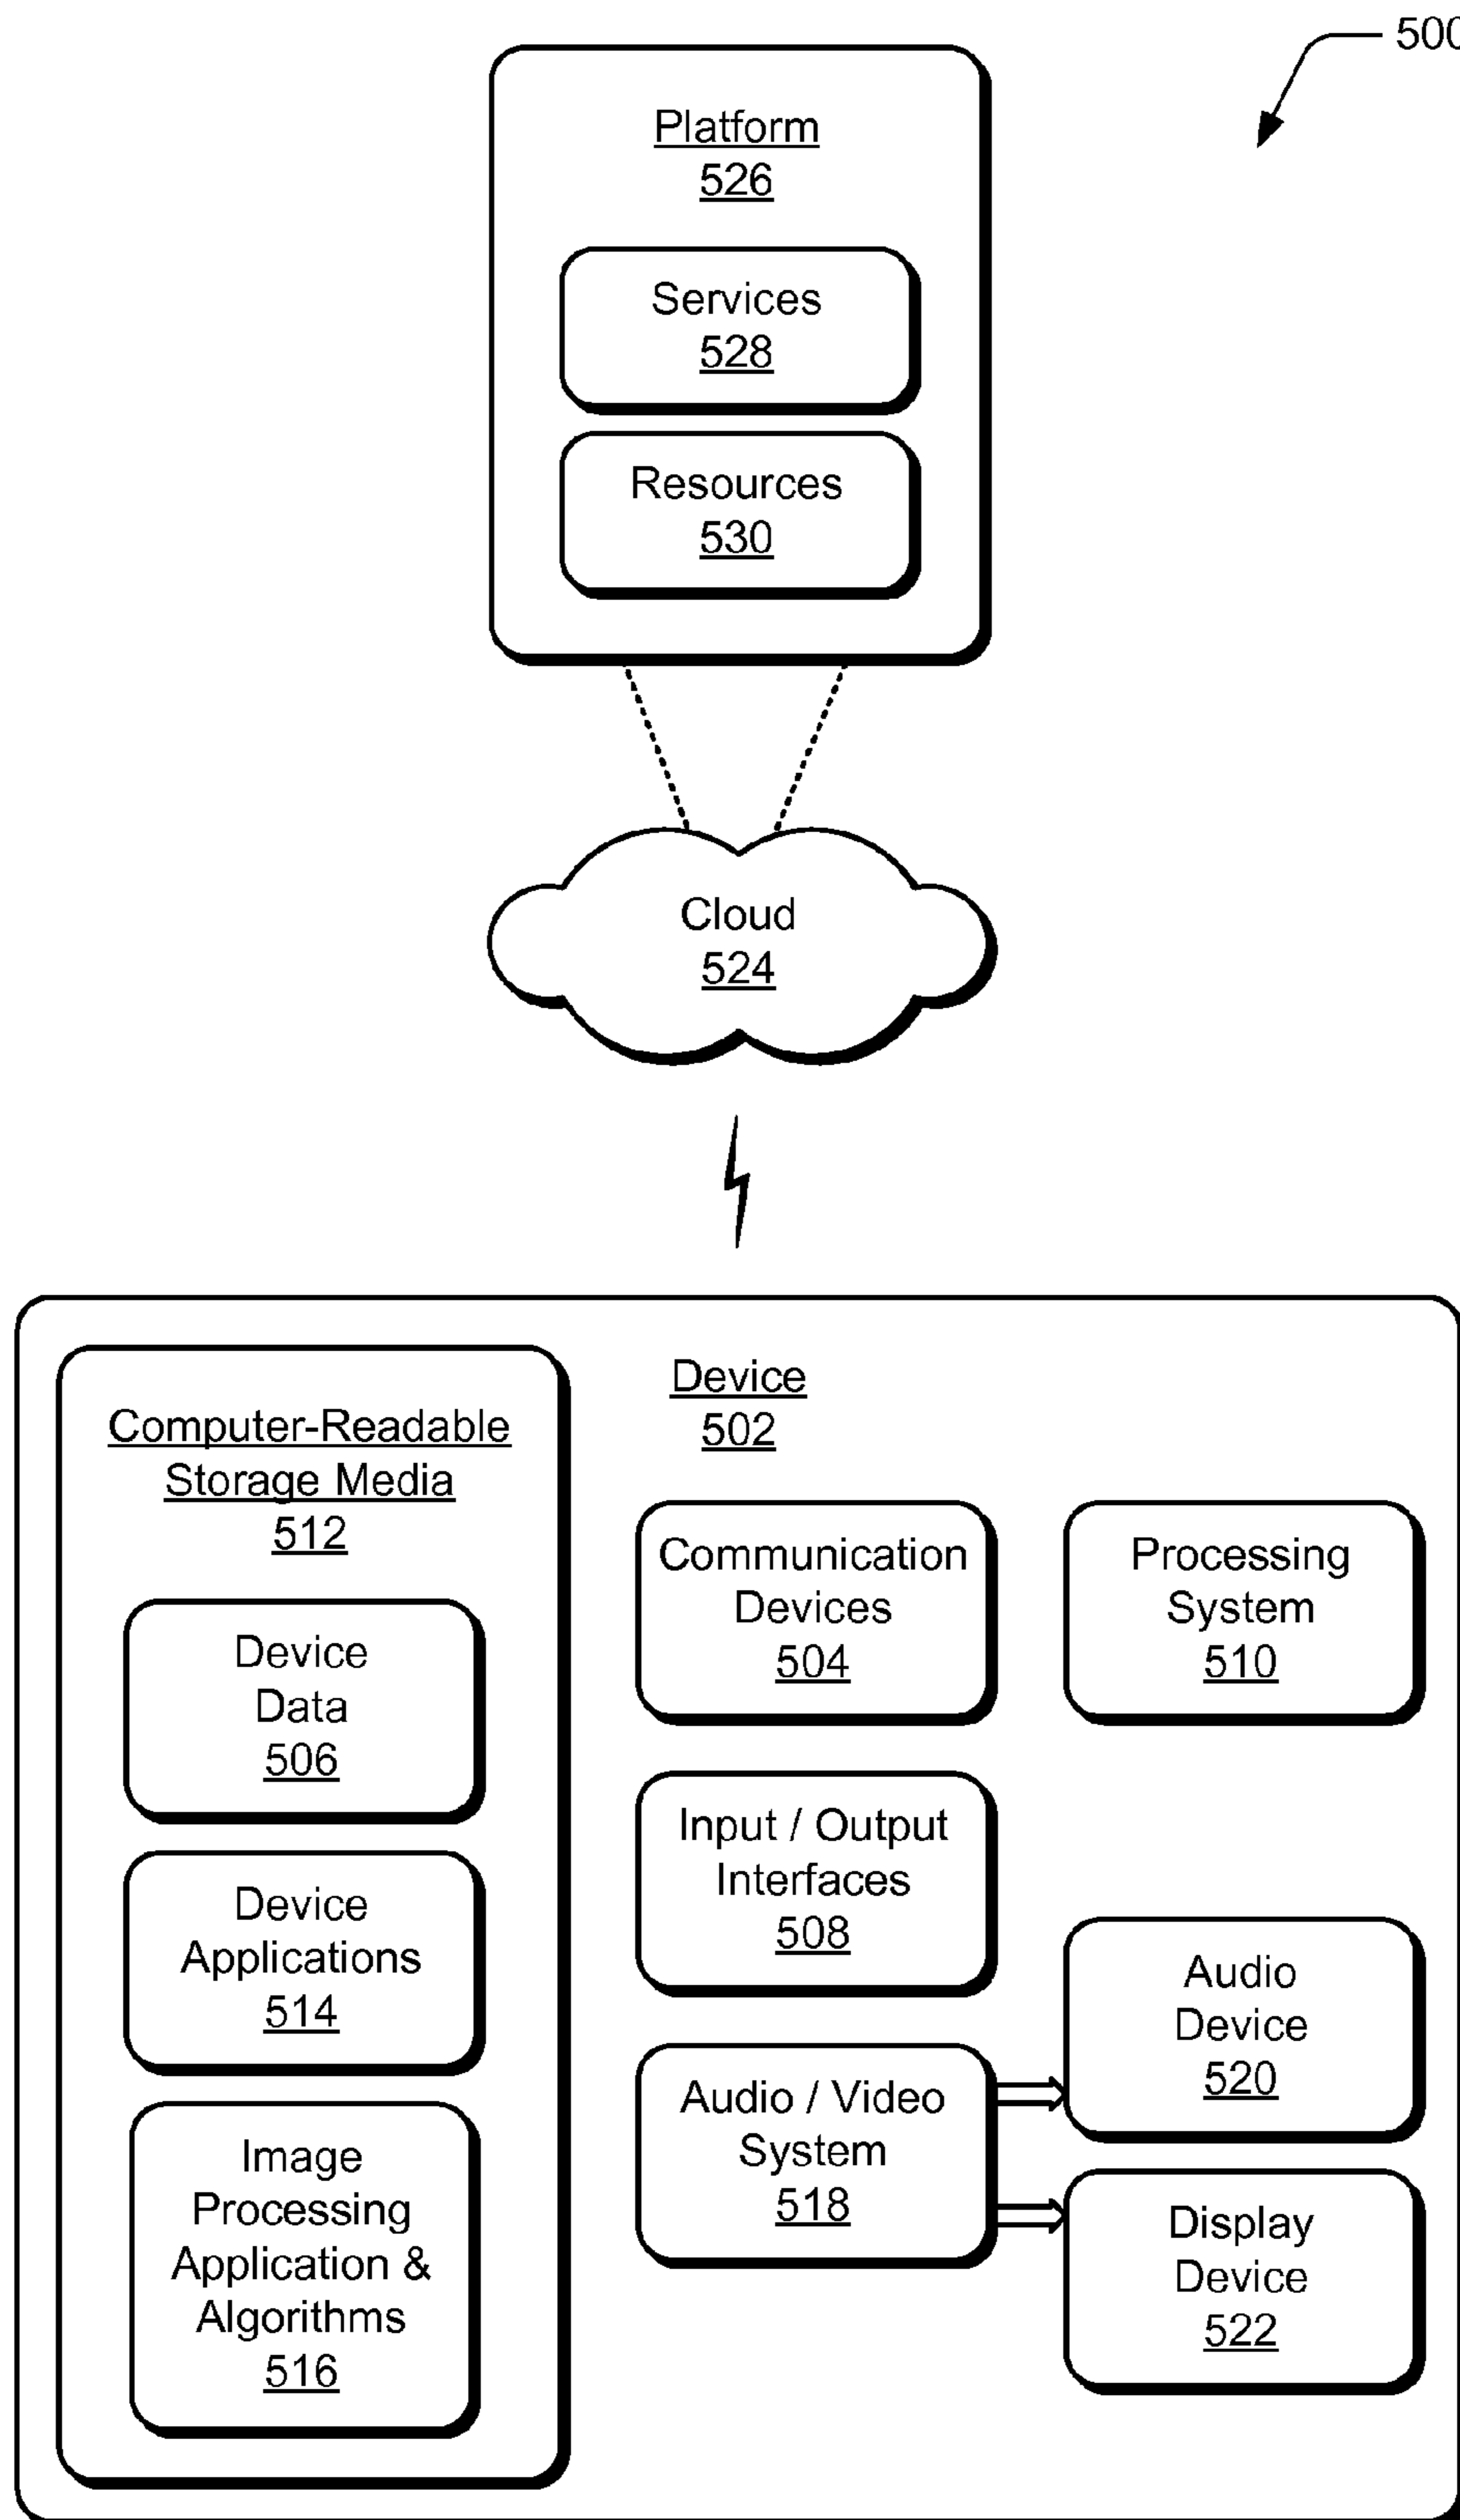 500
Platform
526
Services
528
Resources
530
Cloud
524
Device
502
Computer-Readable
Storage Media
512
Device
Data
506
Device
Applications
514
Image
Processing
Application &
Algorithms
516
Communication
Devices
504
Processing
System
510
Input / Output
Interfaces
508
Audio / Video
System
518
Audio
Device
520
Display
Device
522